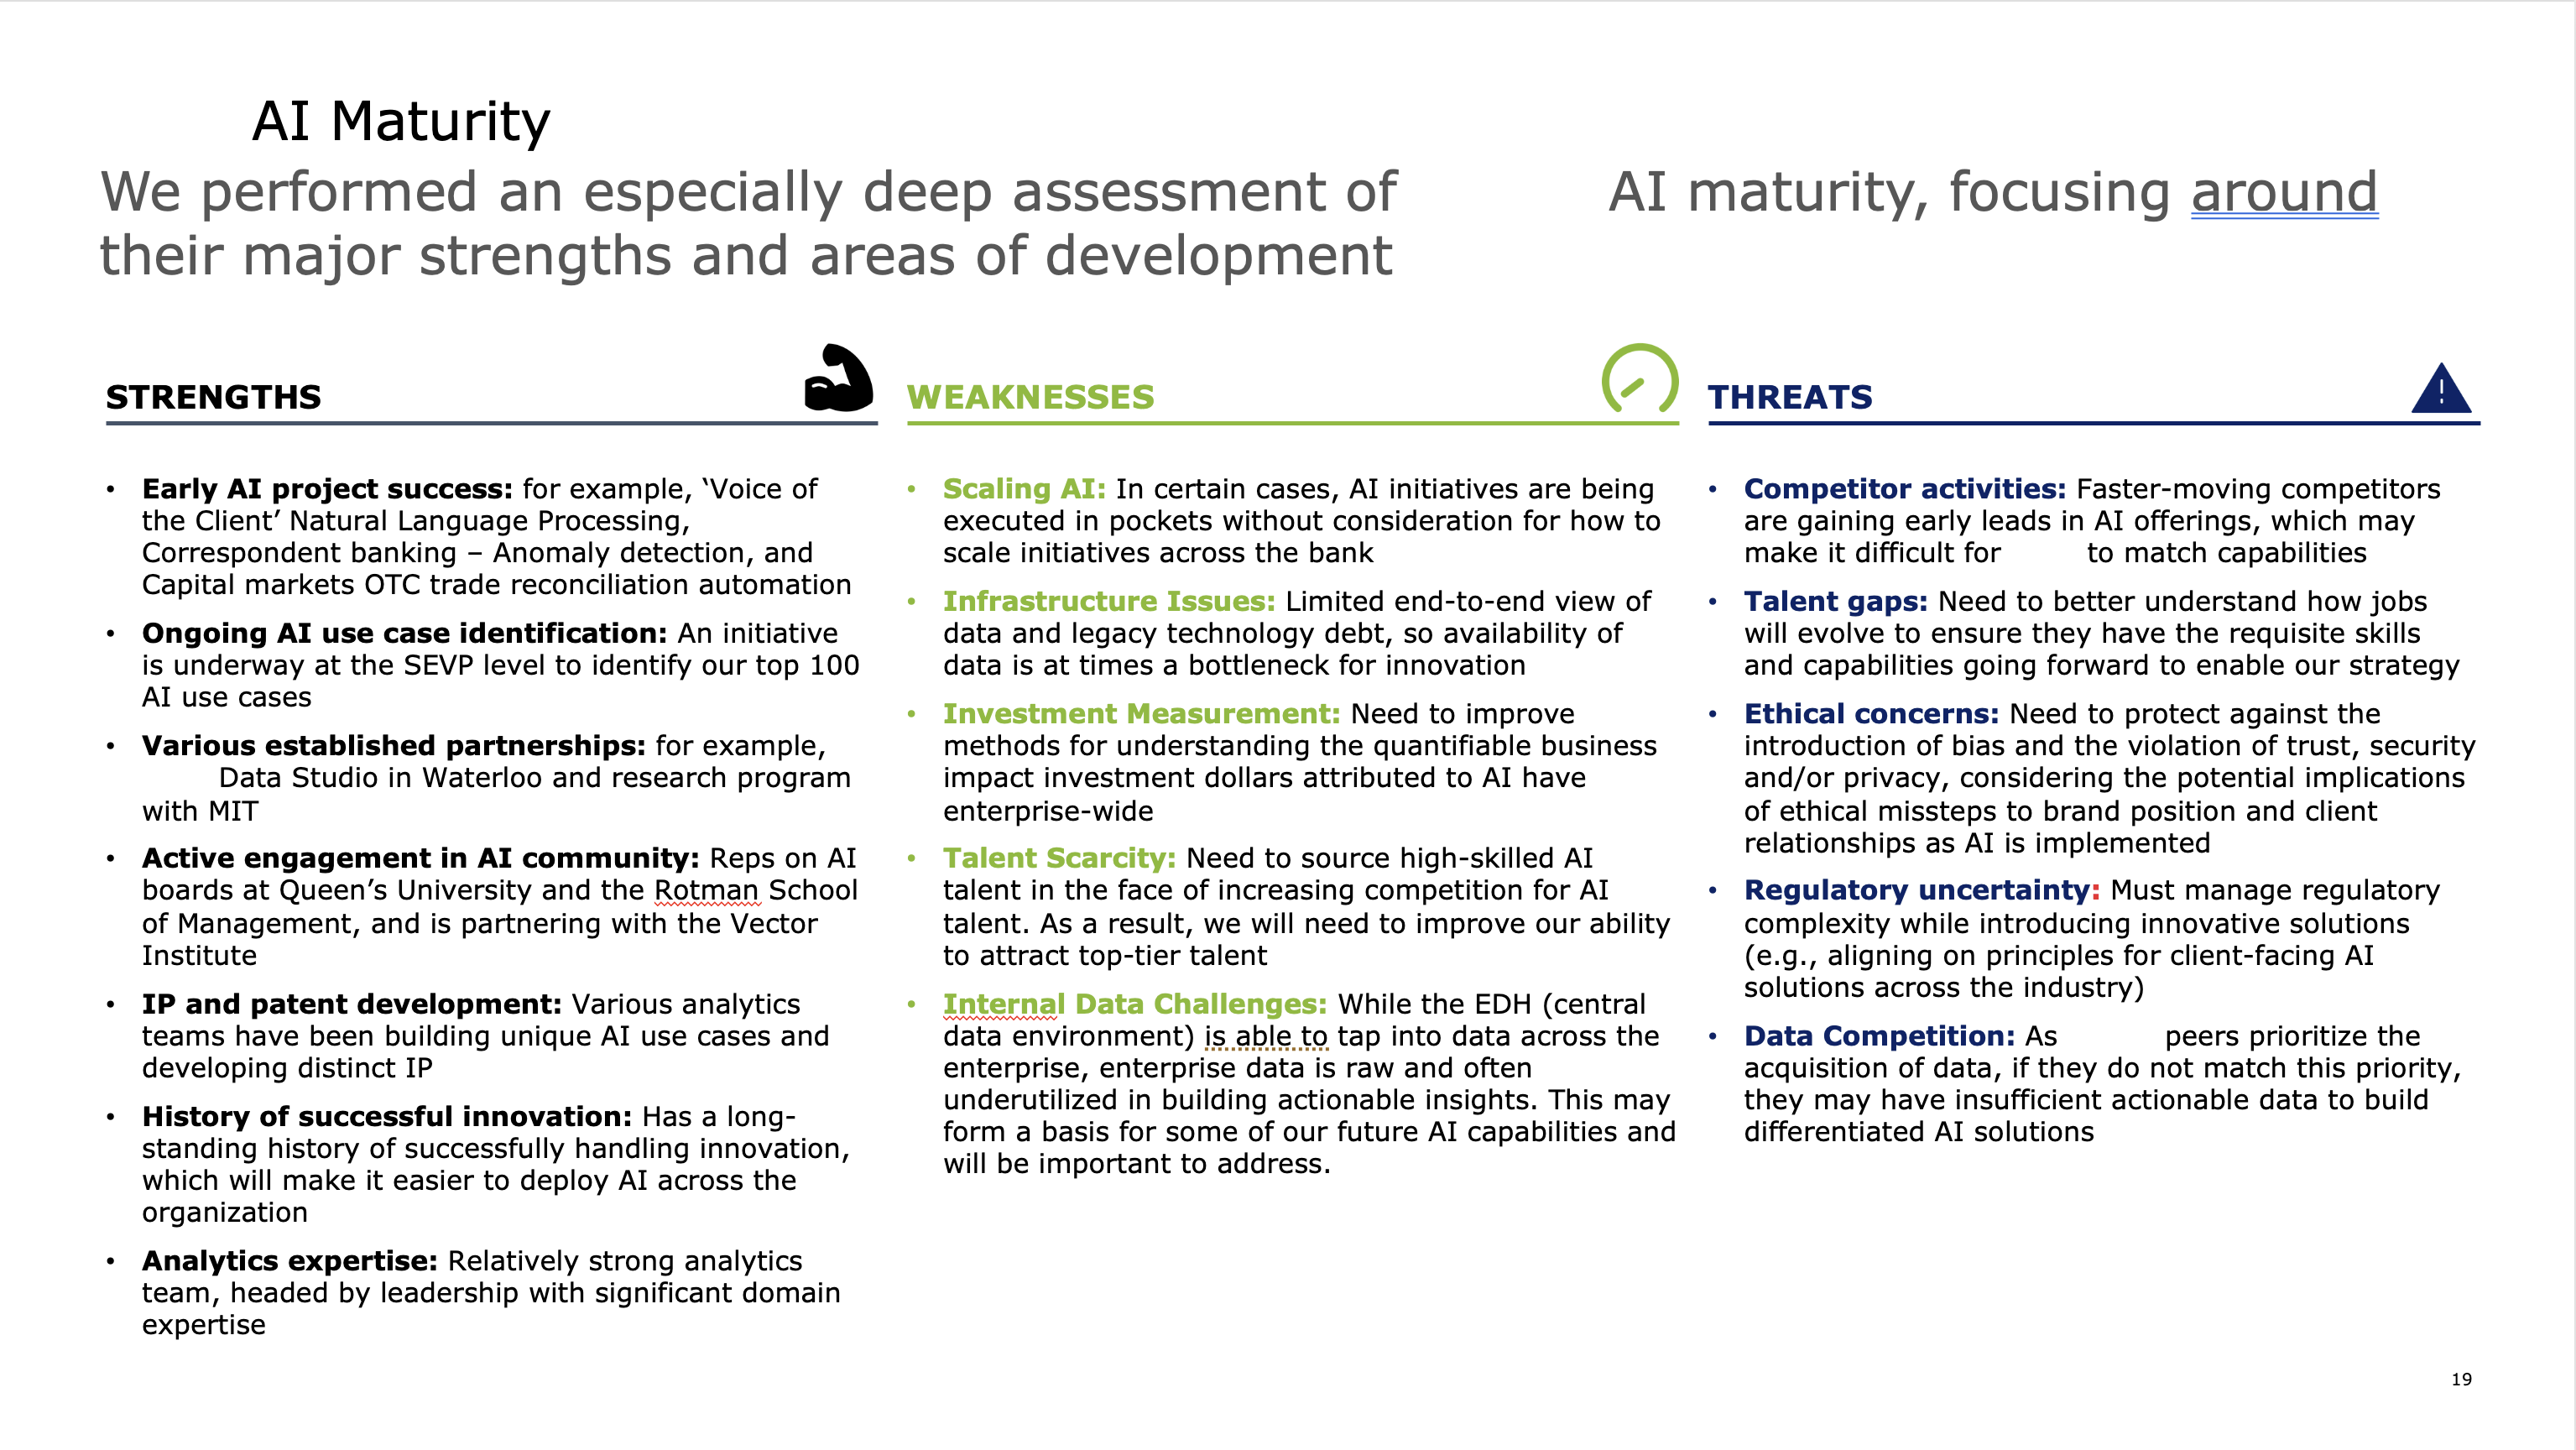 AI Maturity
We performed an especially deep assessment of AI maturity, focusing around
their major strengths and areas of development
STRENGTHS
• Early AI project success: for example, ‘Voice of
the Client’ Natural Language Processing,
Correspondent banking – Anomaly detection, and
Capital markets OTC trade reconciliation automation
• Ongoing AI use case identification: An initiative
is underway at the SEVP level to identify our top 100
AI use cases
• Various established partnerships: for example,
Data Studio in Waterloo and research program
with MIT
• Active engagement in AI community: Reps on AI
boards at Queen’s University and the Rotman School
of Management, and is partnering with the Vector
Institute
• IP and patent development: Various analytics
teams have been building unique AI use cases and
developing distinct IP
• History of successful innovation: Has a long-
standing history of successfully handling innovation,
which will make it easier to deploy AI across the
organization
• Analytics expertise: Relatively strong analytics
team, headed by leadership with significant domain
expertise
WEAKNESSES
• Scaling AI: In certain cases, AI initiatives are being
executed in pockets without consideration for how to
scale initiatives across the bank
• Infrastructure Issues: Limited end-to-end view of
data and legacy technology debt, so availability of
data is at times a bottleneck for innovation
• Investment Measurement: Need to improve
methods for understanding the quantifiable business
impact investment dollars attributed to AI have
enterprise-wide
• Talent Scarcity: Need to source high-skilled AI
talent in the face of increasing competition for AI
talent. As a result, we will need to improve our ability
to attract top-tier talent
• Internal Data Challenges: While the EDH (central
data environment) is able to tap into data across the
enterprise, enterprise data is raw and often
underutilized in building actionable insights. This may
form a basis for some of our future AI capabilities and
will be important to address.
THREATS
• Competitor activities: Faster-moving competitors
are gaining early leads in AI offerings, which may
make it difficult for to match capabilities
• Talent gaps: Need to better understand how jobs
will evolve to ensure they have the requisite skills
and capabilities going forward to enable our strategy
• Ethical concerns: Need to protect against the
introduction of bias and the violation of trust, security
and/or privacy, considering the potential implications
of ethical missteps to brand position and client
relationships as AI is implemented
• Regulatory uncertainty: Must manage regulatory
complexity while introducing innovative solutions
(e.g., aligning on principles for client-facing AI
solutions across the industry)
• Data Competition: As peers prioritize the
acquisition of data, if they do not match this priority,
they may have insufficient actionable data to build
differentiated AI solutions
19